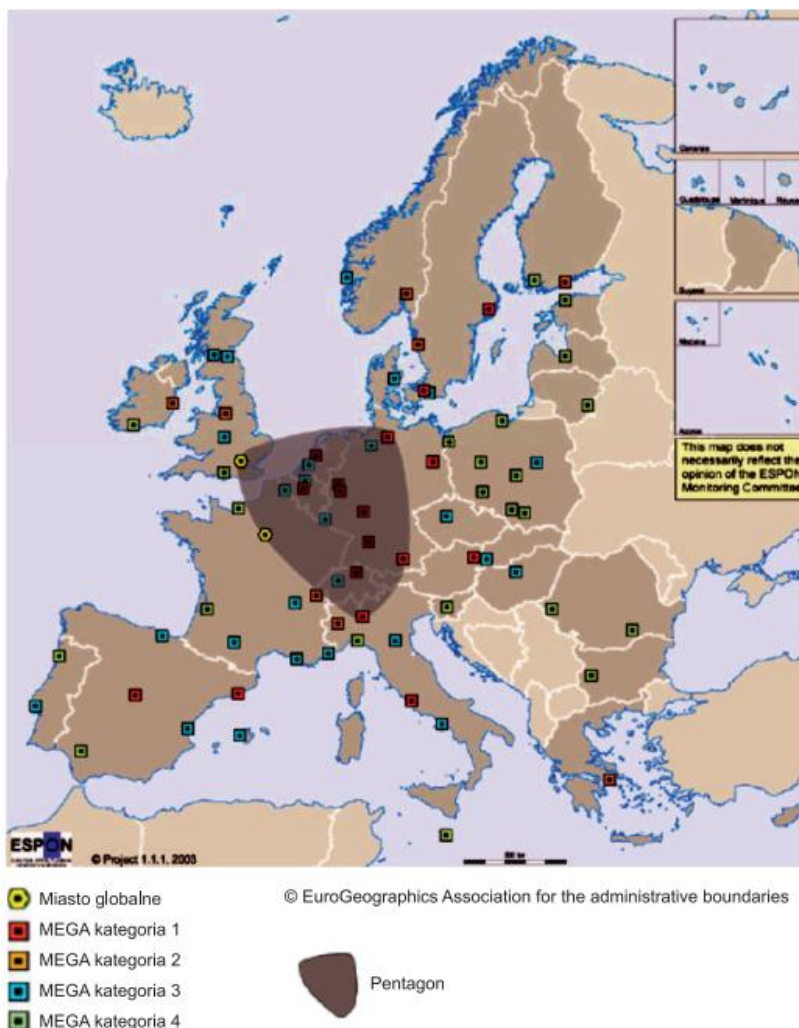 Canaries
Guadeloupe Martinique Réunion
Guyane
Madeira
Azores
This map does not
necessarily reflect the
opinion of the ESPON
Monitoring Committee
ESPON
© Project 1.1.1, 2003
Miasto globalne
© EuroGeographics Association for the administrative boundaries
MEGA kategoria 1
MEGA kategoria 2
MEGA kategoria 3
Pentagon
MEGA kategoria 4